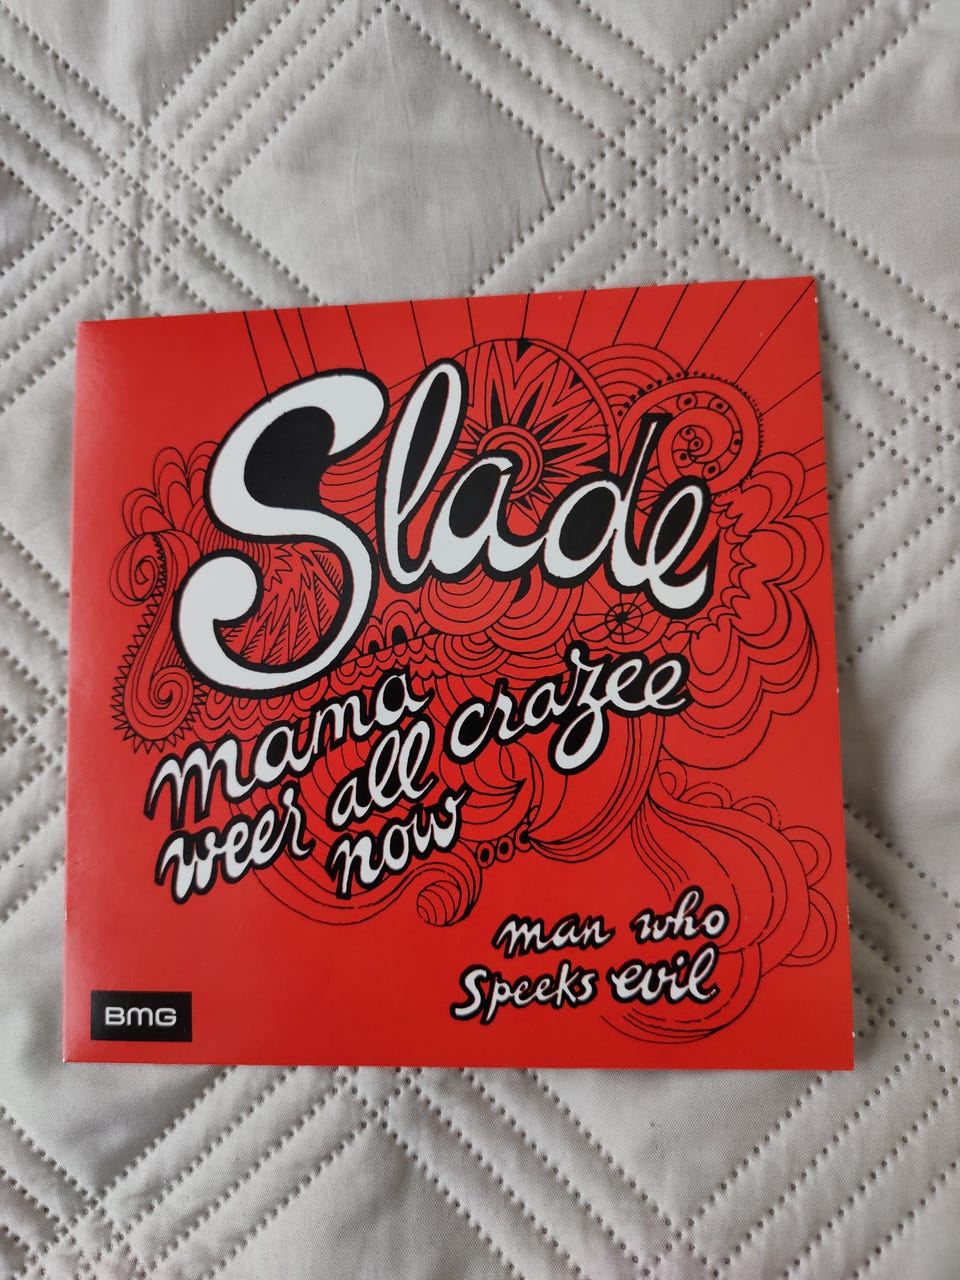 Slade
mama
weer all crazee
now
man who
Speeks evil
BMG